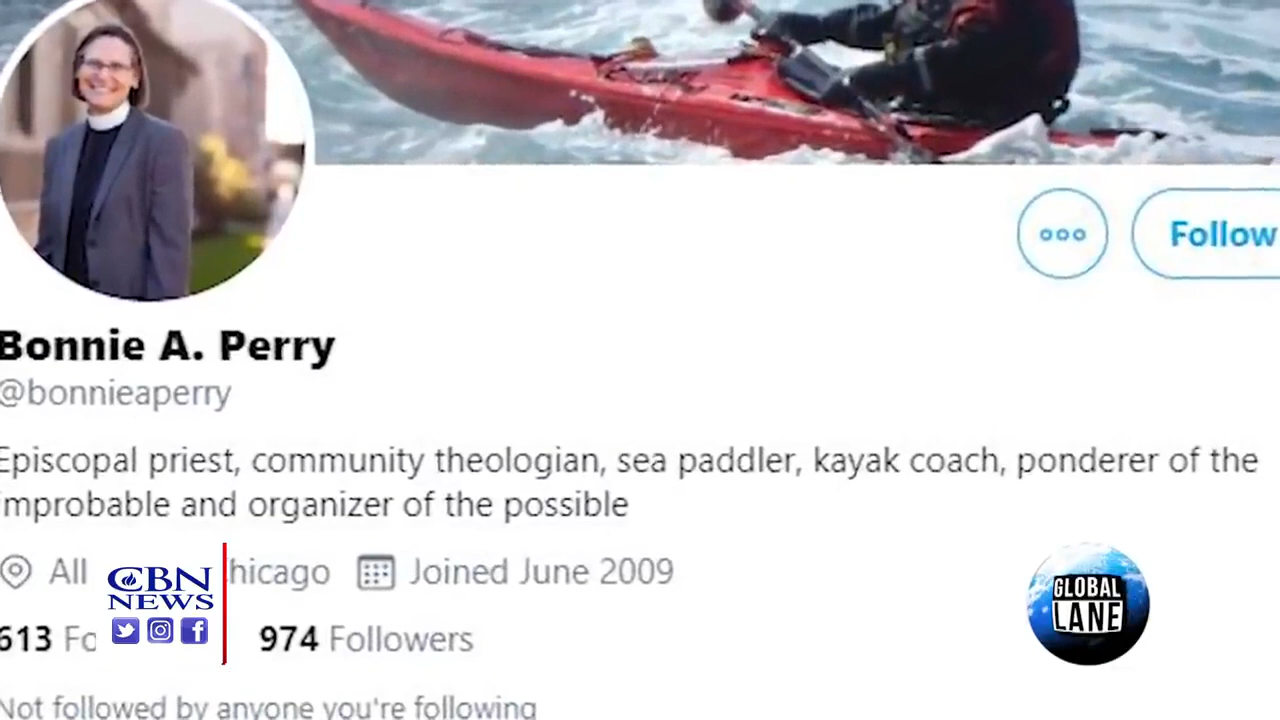 Follow
Bonnie A. Perry
@bonnieaperry
Episcopal priest, community theologian, sea paddler, kayak coach, ponderer of the
improbable and organizer of the possible
All hicago Joined June 2009
613 Fo 974 Followers
Not followed by anyone you're following
CBN
NEWS
GLOBAL
LANE